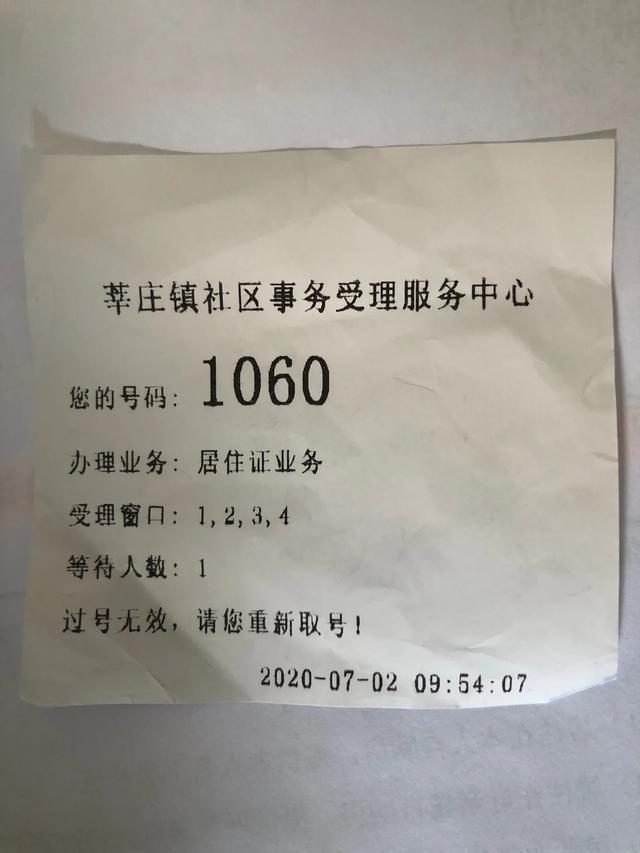 莘庄镇社区事务受理服务中心
您的号码: 1060
办理业务: 居住证业务
受理窗口: 1,2,3,4
等待人数: 1
过号无效, 请您重新取号!
2020-07-02 09:54:07